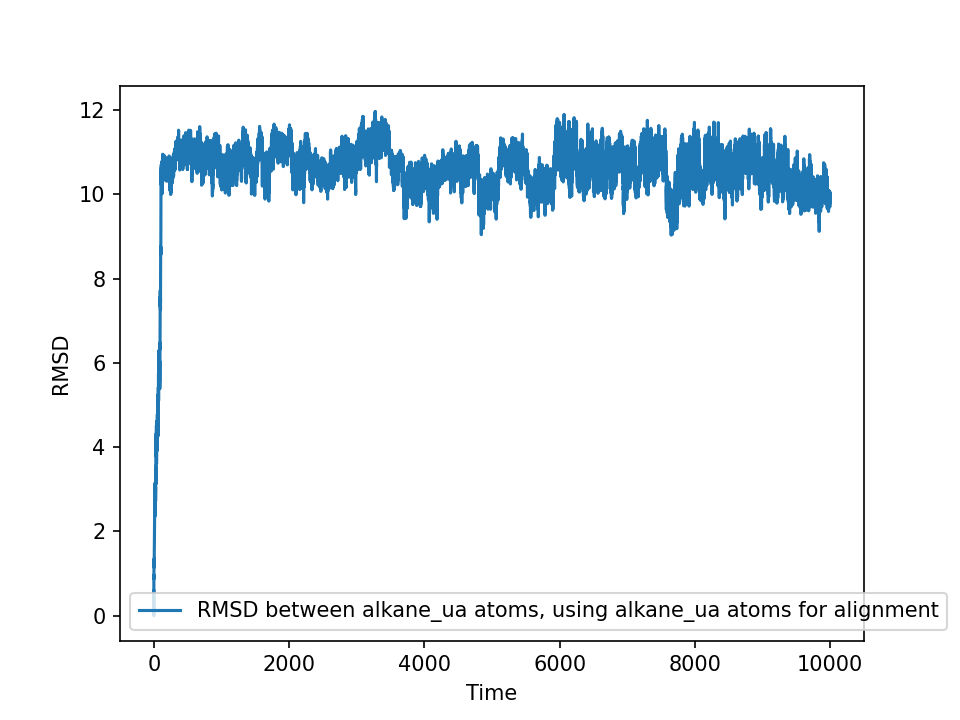 12
10
8
6
4
2
0
RMSD
RMSD between alkane_ua atoms, using alkane_ua atoms for alignment
0 2000 4000 6000 8000 10000
Time